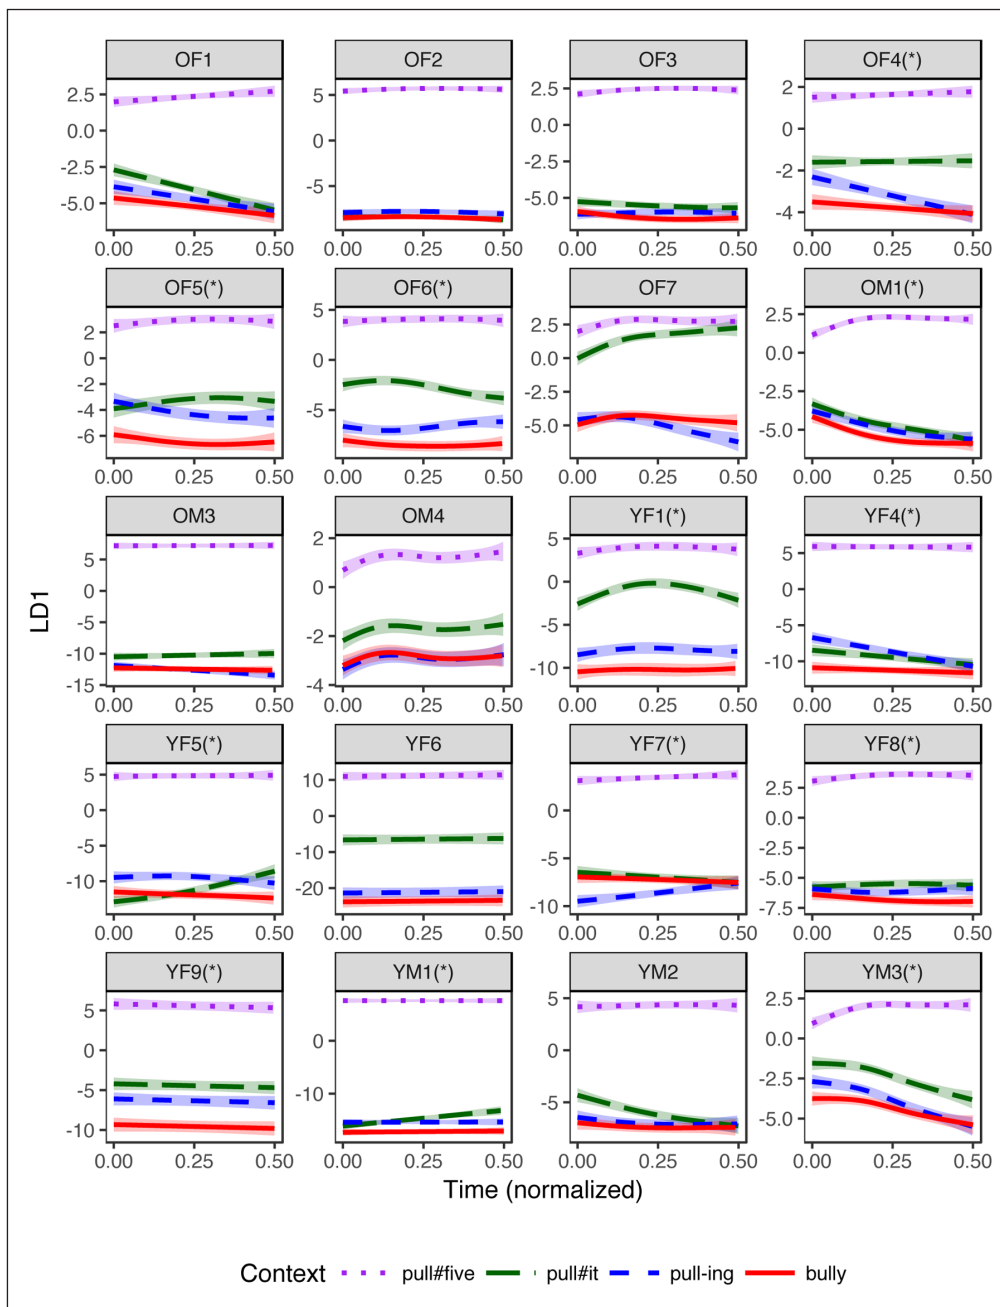 OF1 OF2 OF3 OF4(*)
2.5 0.0 -2.5 -5.0
5 0 -5
2.5 0.0 -2.5 -5.0
2 0 -2 -4
0.00 0.25 0.50 0.00 0.25 0.50 0.00 0.25 0.50 0.00 0.25 0.50
OF5(*) OF6(*) OF7 OM1(*)
2 0 -2 -4 -6
5 0 -5
2.5 0.0 -2.5 -5.0
2.5 0.0 -2.5 -5.0
0.00 0.25 0.50 0.00 0.25 0.50 0.00 0.25 0.50 0.00 0.25 0.50
OM3 OM4 YF1(*) YF4(*)
5 0 -5 -10 -15
2 0 -2 -4
5 0 -5 -10
5 0 -5 -10
0.00 0.25 0.50 0.00 0.25 0.50 0.00 0.25 0.50 0.00 0.25 0.50
LD1
YF5(*) YF6 YF7(*) YF8(*)
5 0 -5 -10
10 0 -10 -20
0 -5 -10
2.5 0.0 -2.5 -5.0 -7.5
0.00 0.25 0.50 0.00 0.25 0.50 0.00 0.25 0.50 0.00 0.25 0.50
YF9(*) YM1(*) YM2 YM3(*)
5 0 -5 -10
0 -10
5 0 -5
2.5 0.0 -2.5 -5.0
0.00 0.25 0.50 0.00 0.25 0.50 0.00 0.25 0.50 0.00 0.25 0.50
Time (normalized)
Context pull#five pull#it pull-ing bully